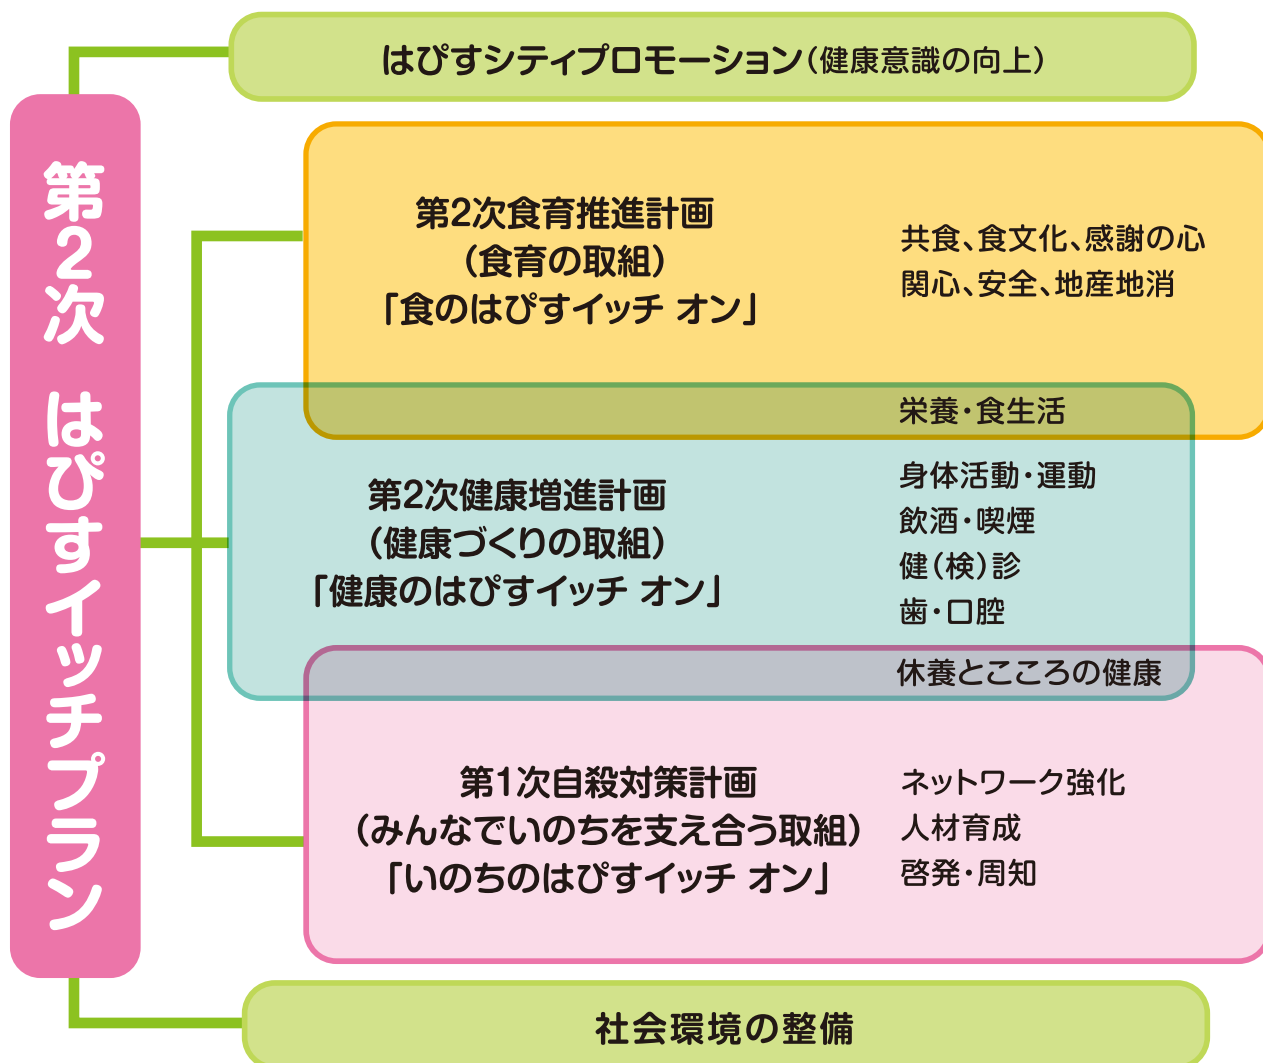 はぴすシティプロモーション（健康意識の向上）
第2次 はぴすイッチプラン
第2次食育推進計画
（食育の取組）
「食のはぴすイッチ オン」
共食、食文化、感謝の心
関心、安全、地産地消
栄養・食生活
第2次健康増進計画
（健康づくりの取組）
「健康のはぴすイッチ オン」
身体活動・運動
飲酒・喫煙
健（検）診
歯・口腔
休養とこころの健康
第1次自殺対策計画
（みんなでいのちを支え合う取組）
「いのちのはぴすイッチ オン」
ネットワーク強化
人材育成
啓発・周知
社会環境の整備